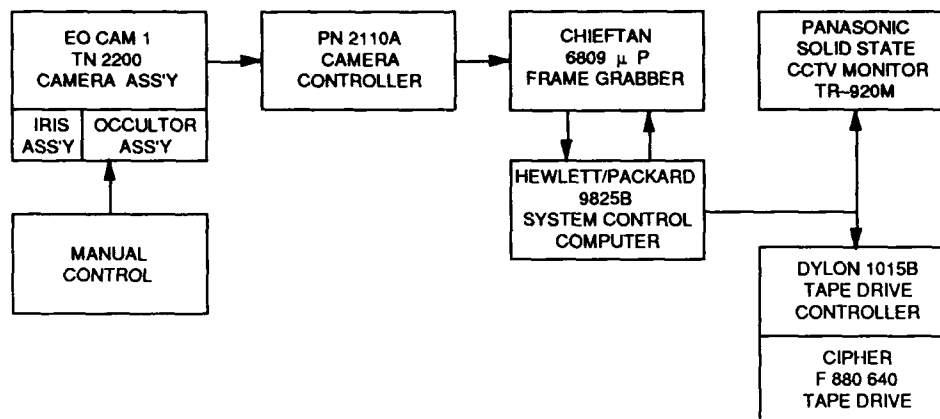 EO CAM 1
TN 2200
CAMERA ASS'Y
IRIS
ASS'Y
OCCULTOR
ASS'Y
MANUAL
CONTROL
PN 2110A
CAMERA
CONTROLLER
CHIEFTAN
6809 μ P
FRAME GRABBER
HEWLETT/PACKARD
9825B
SYSTEM CONTROL
COMPUTER
PANASONIC
SOLID STATE
CCTV MONITOR
TR-920M
DYLON 1015B
TAPE DRIVE
CONTROLLER
CIPHER
F 880 640
TAPE DRIVE